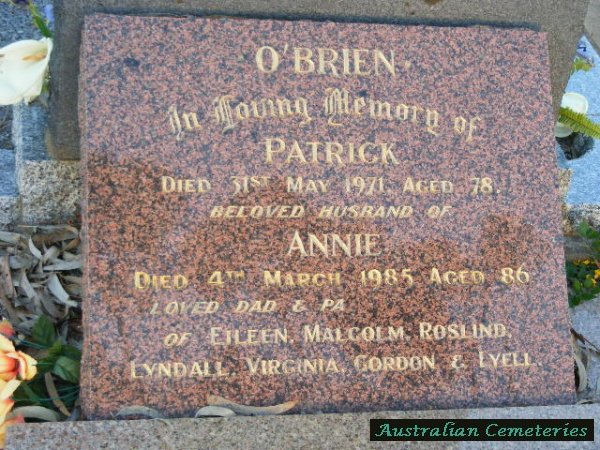 O'BRIEN
In Loving Memory of
PATRICK
DIED 31ST MAY 1971 AGED 78.
BELOVED HUSBAND OF
ANNIE
DIED 4TH MARCH 1985 AGED 86
LOVED DAD & PA
OF EILEEN, MALCOLM, ROSLIND,
LYNDALL, VIRGINIA, GORDON & LYELL.
Australian Cemeteries